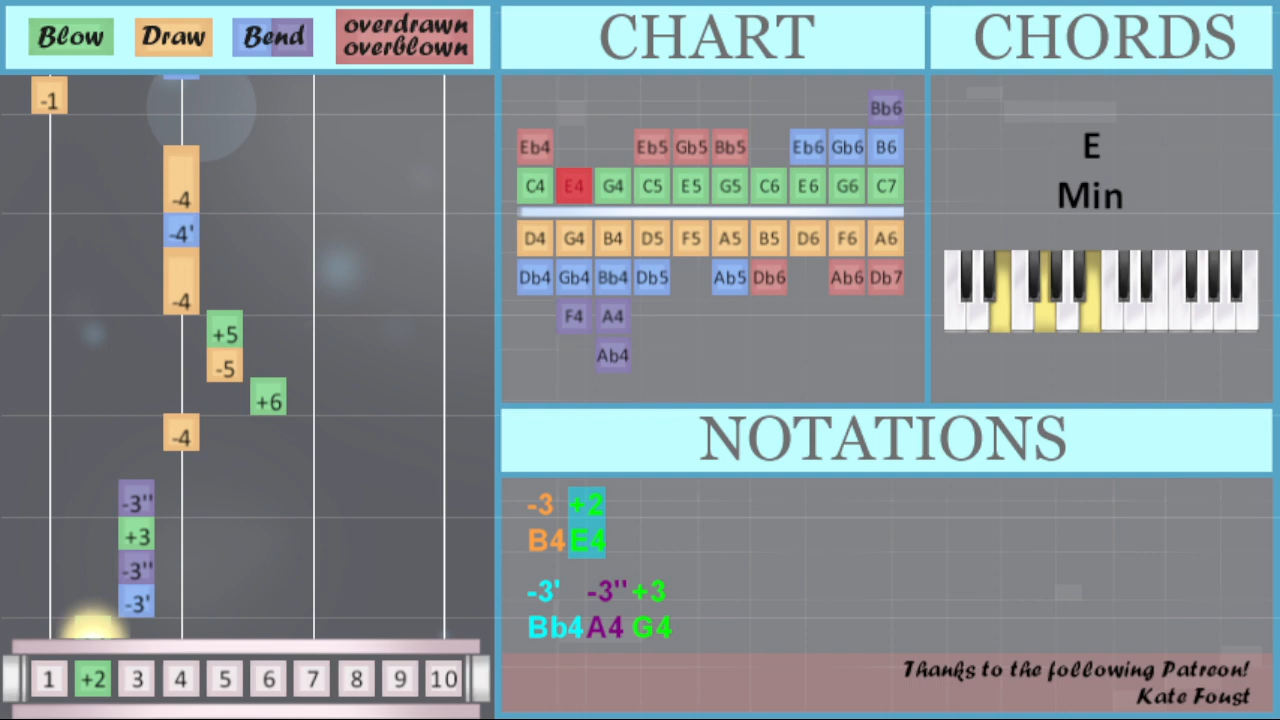 Blow Draw Bend overdrawn
overblown
CHART
CHORDS
-1
-4
-4'
-4
+5
-5
+6
-4
-3''
+3
-3''
-3'
1 +2 3 4 5 6 7 8 9 10
Bb6
Eb4 Eb5 Gb5 Bb5 Eb6 Gb6 B6
C4 E4 G4 C5 E5 G5 C6 E6 G6 C7
D4 G4 B4 D5 F5 A5 B5 D6 F6 A6
Db4 Gb4 Bb4 Db5 Ab5 Db6 Ab6 Db7
F4 A4
Ab4
E
Min
NOTATIONS
-3 +2
B4 E4
-3' -3'' +3
Bb4 A4 G4
Thanks to the following Patreon!
Kate Foust